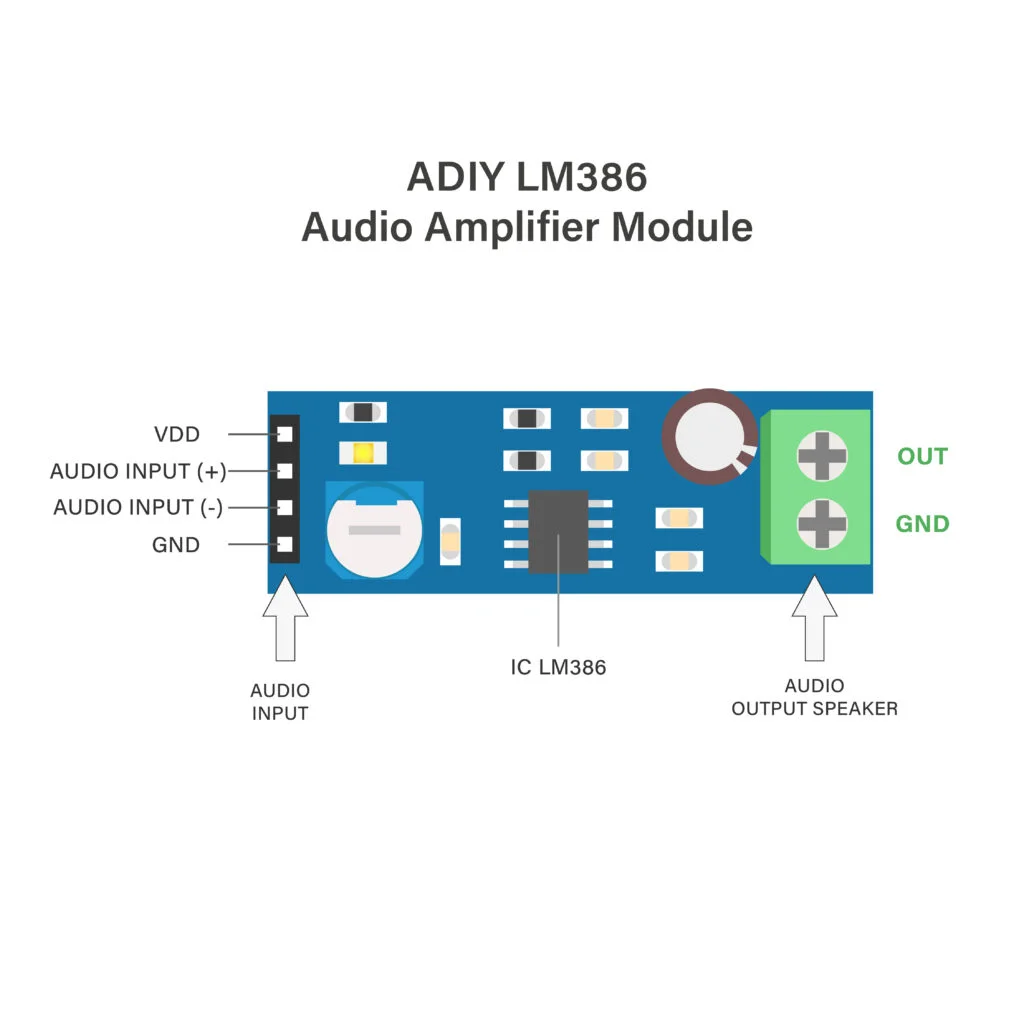 ADIY LM386
Audio Amplifier Module
VDD
AUDIO INPUT (+)
AUDIO INPUT (-)
GND
OUT
GND
IC LM386
AUDIO
INPUT
AUDIO
OUTPUT SPEAKER